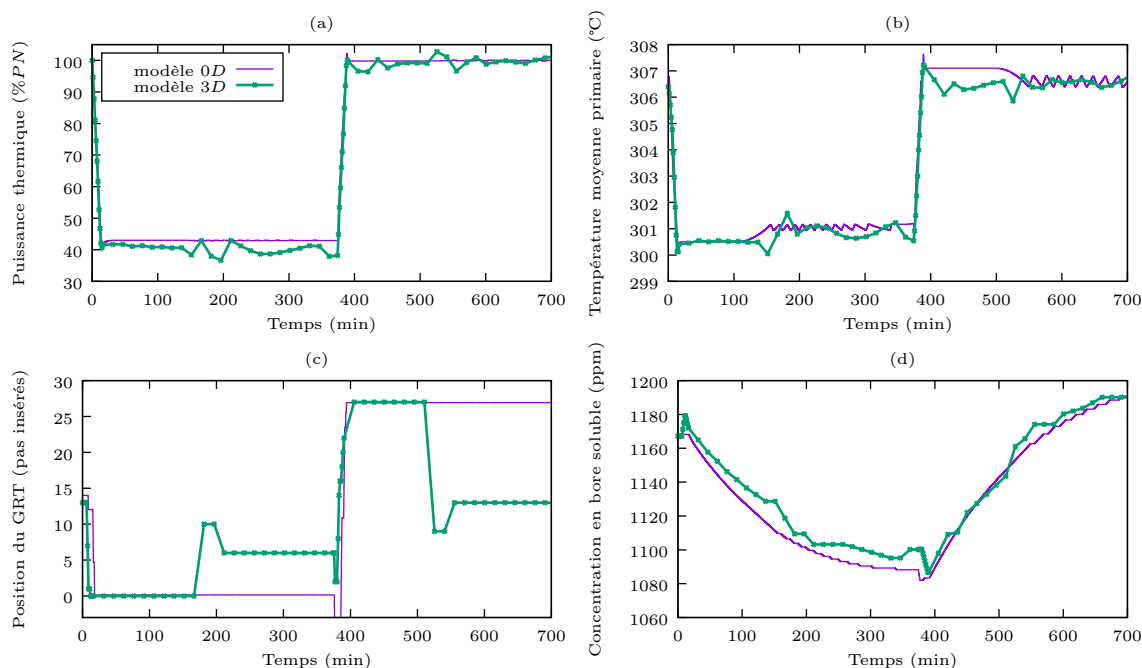 (a)
Puissance thermique (%PN)
100
90
80
70
60
50
40
30
modèle 0D
modèle 3D
0 100 200 300 400 500 600 700
Temps (min)
(b)
Température moyenne primaire (°C)
308
307
306
305
304
303
302
301
300
299
0 100 200 300 400 500 600 700
Temps (min)
(c)
Position du GRT (pas insérés)
30
25
20
15
10
5
0
0 100 200 300 400 500 600 700
Temps (min)
(d)
Concentration en bore soluble (ppm)
1200
1180
1160
1140
1120
1100
1080
1060
0 100 200 300 400 500 600 700
Temps (min)